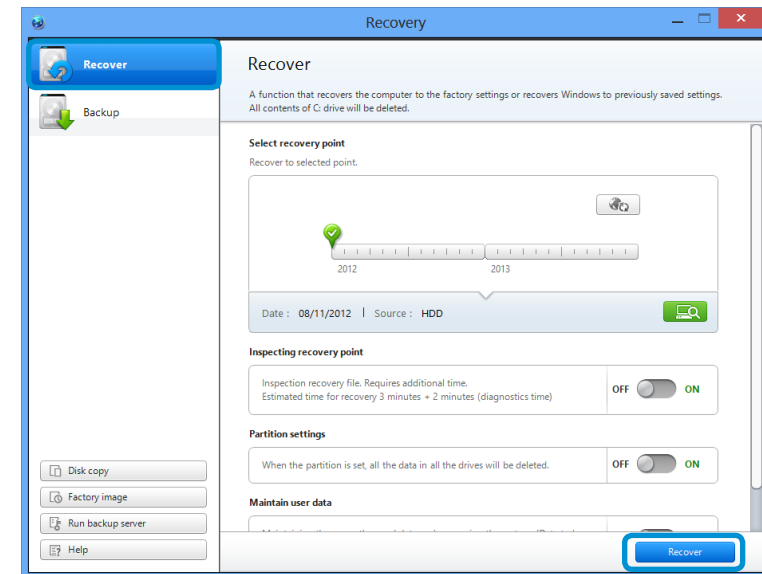 Recovery
Recover
Backup
Recover
A function that recovers the computer to the factory settings or recovers Windows to previously saved settings.
All contents of C: drive will be deleted.
Select recovery point
Recover to selected point.
2012 2013
Date : 08/11/2012 | Source : HDD
Inspecting recovery point
Inspection recovery file. Requires additional time.
Estimated time for recovery 3 minutes + 2 minutes (diagnostics time)
OFF ON
Partition settings
When the partition is set, all the data in all the drives will be deleted.
OFF ON
Maintain user data
Disk copy
Factory image
Run backup server
Help
Recover